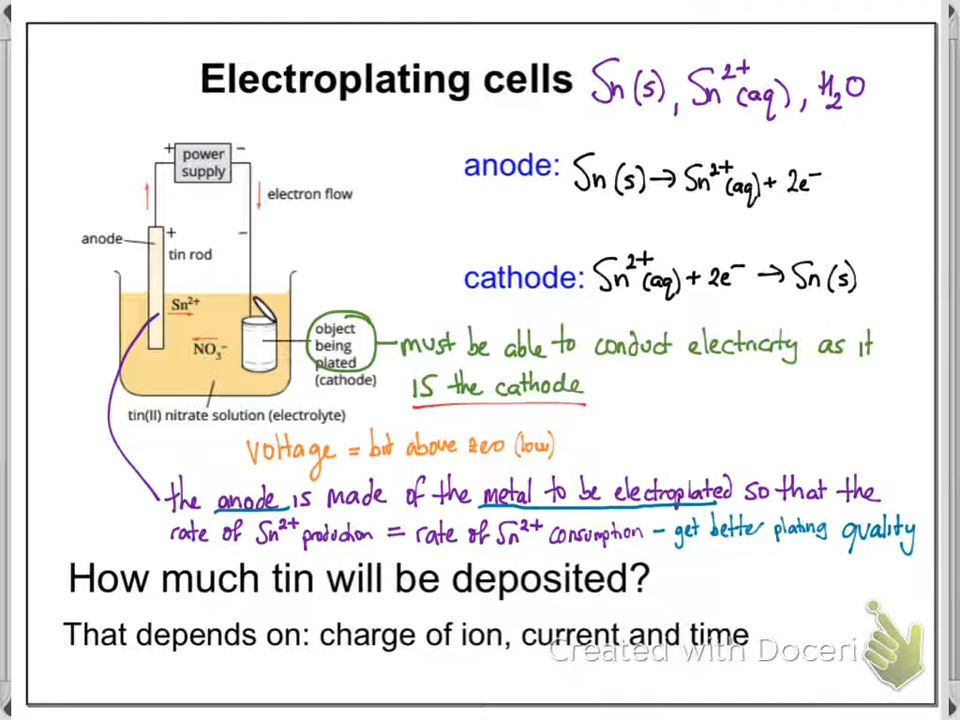 Electroplating cells Sn(s), Sn²⁺(aq), H₂O
+ power supply −
electron flow
anode: Sn(s) → Sn²⁺(aq) + 2e⁻
anode
+
−
tin rod
cathode: Sn²⁺(aq) + 2e⁻ → Sn(s)
Sn²⁺
NO₃⁻
object
being
plated
(cathode)
must be able to conduct electricity as it
IS the cathode
tin(II) nitrate solution (electrolyte)
Voltage = bit above zero (low)
the anode is made of the metal to be electroplated so that the
rate of Sn²⁺ production = rate of Sn²⁺ consumption – get better plating quality
How much tin will be deposited?
That depends on: charge of ion, current and time
Created with Doceri